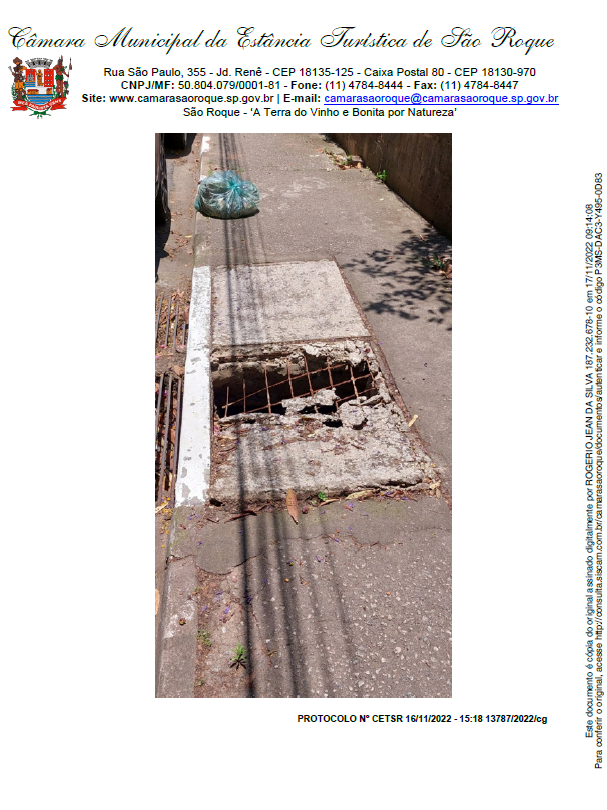 Câmara Municipal da Estância Turística de São Roque
Rua São Paulo, 355 - Jd. Renê - CEP 18135-125 - Caixa Postal 80 - CEP 18130-970
CNPJ/MF: 50.804.079/0001-81 - Fone: (11) 4784-8444 - Fax: (11) 4784-8447
Site: www.camarasaoroque.sp.gov.br | E-mail: camarasaoroque@camarasaoroque.sp.gov.br
São Roque - 'A Terra do Vinho e Bonita por Natureza'
PROTOCOLO Nº CETSR 16/11/2022 - 15:18 13787/2022/cg
Este documento é cópia do original assinado digitalmente por ROGERIO JEAN DA SILVA 187.232.678-10 em 17/11/2022 09:14:08
Para conferir o original, acesse http://consulta.siscam.com.br/camarasaoroque/documentos/autenticar e informe o código P3MS-DAC3-Y495-0D83